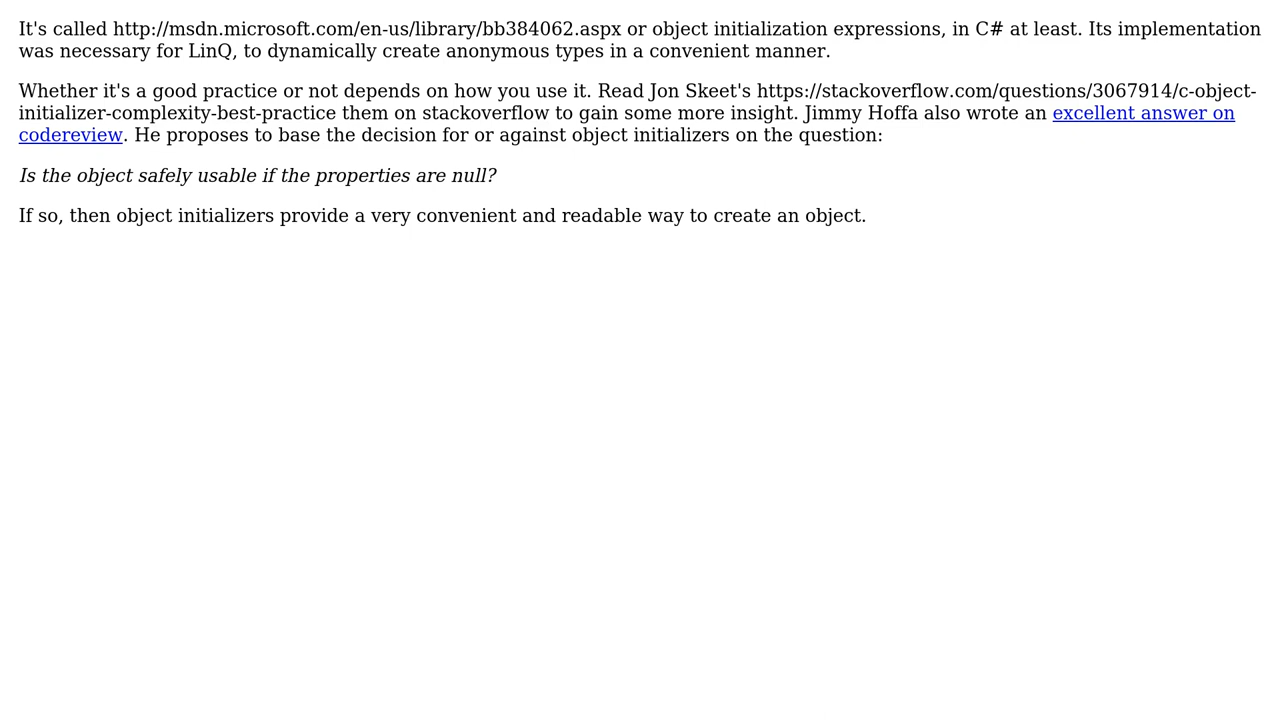 It's called http://msdn.microsoft.com/en-us/library/bb384062.aspx or object initialization expressions, in C# at least. Its implementation
was necessary for LinQ, to dynamically create anonymous types in a convenient manner.
Whether it's a good practice or not depends on how you use it. Read Jon Skeet's https://stackoverflow.com/questions/3067914/c-object-
initializer-complexity-best-practice them on stackoverflow to gain some more insight. Jimmy Hoffa also wrote an excellent answer on
codereview. He proposes to base the decision for or against object initializers on the question:
Is the object safely usable if the properties are null?
If so, then object initializers provide a very convenient and readable way to create an object.